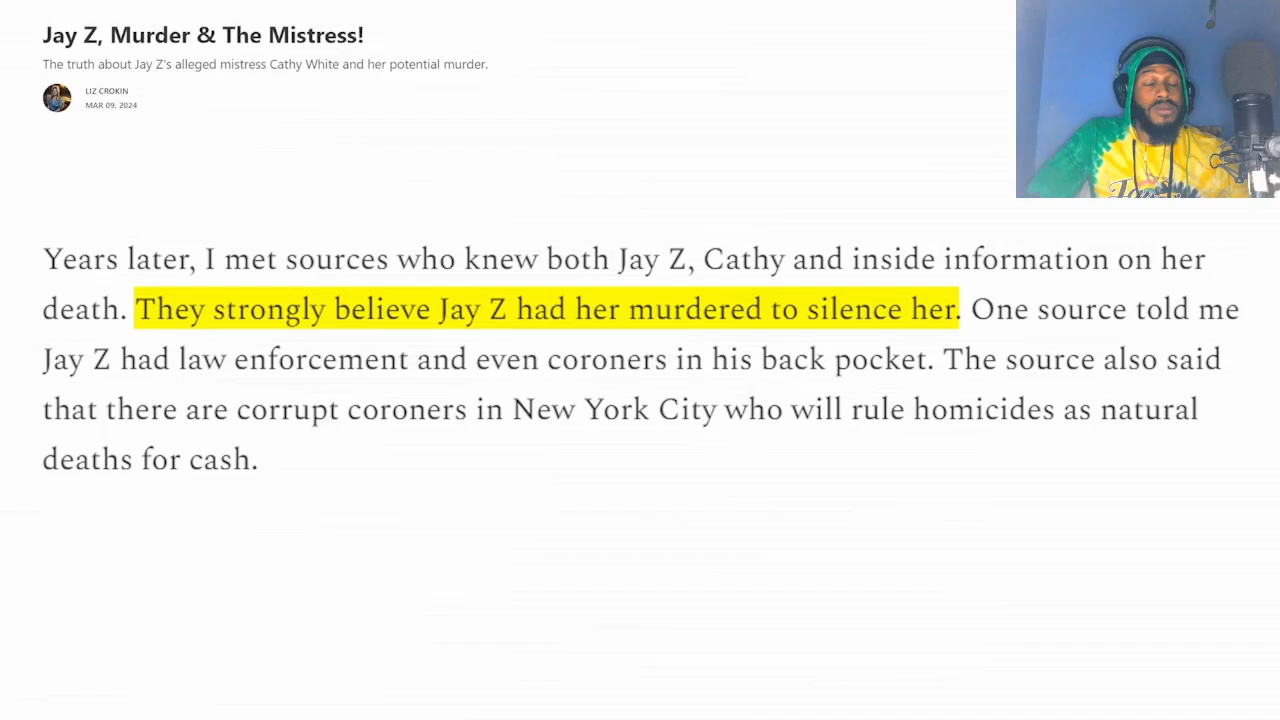 Jay Z, Murder & The Mistress!
The truth about Jay Z's alleged mistress Cathy White and her potential murder.
LIZ CROKIN
MAR 09, 2024
Years later, I met sources who knew both Jay Z, Cathy and inside information on her
death. They strongly believe Jay Z had her murdered to silence her. One source told me
Jay Z had law enforcement and even coroners in his back pocket. The source also said
that there are corrupt coroners in New York City who will rule homicides as natural
deaths for cash.